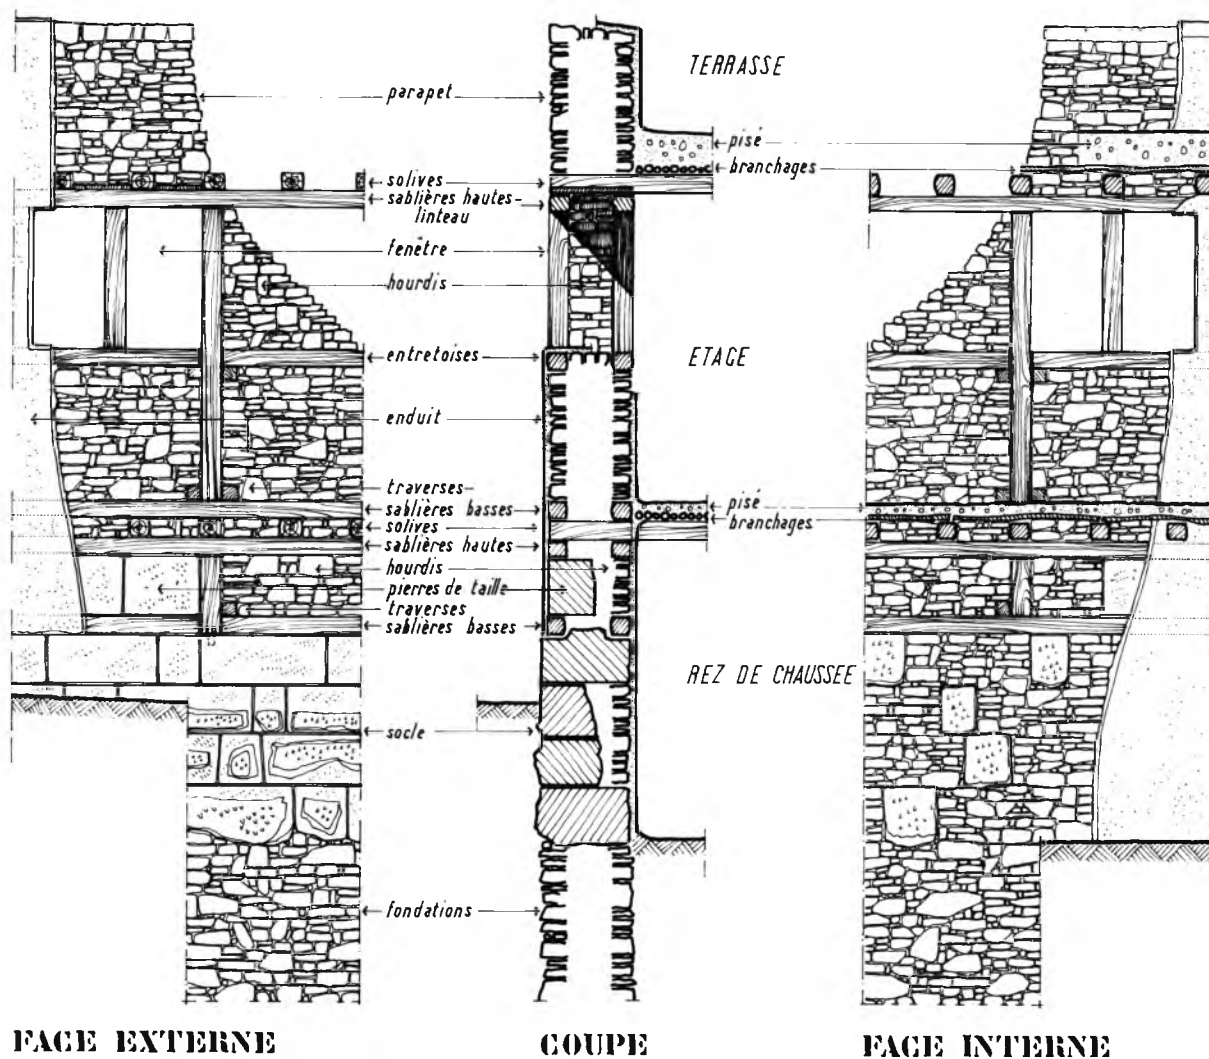 TERRASSE
parapet
pisé
branchages
solives
sablières hautes-
linteau
fenêtre
hourdis
entretoises
ETAGE
enduit
traverses-
sablières basses
solives
pisé
branchages
sablières hautes
hourdis
pierres de taille
traverses
sablières basses
REZ DE CHAUSSEE
socle
fondations
FACE EXTERNE
COUPE
FACE INTERNE